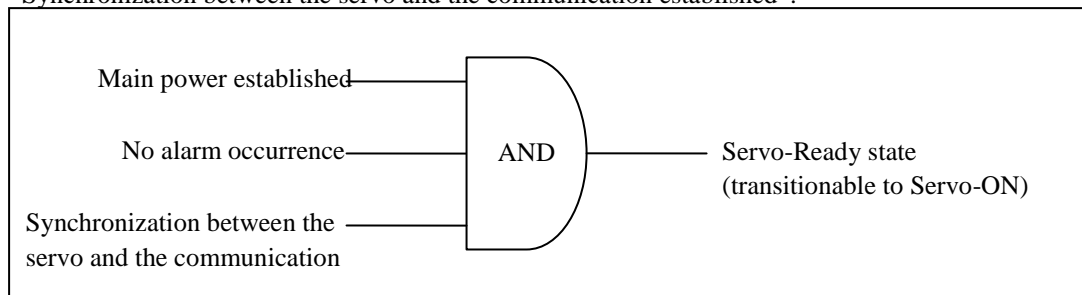 Synchronization between the servo and the communication established".
Main power established
No alarm occurrence
AND
Servo-Ready state
(transitionable to Servo-ON)
Synchronization between the
servo and the communication